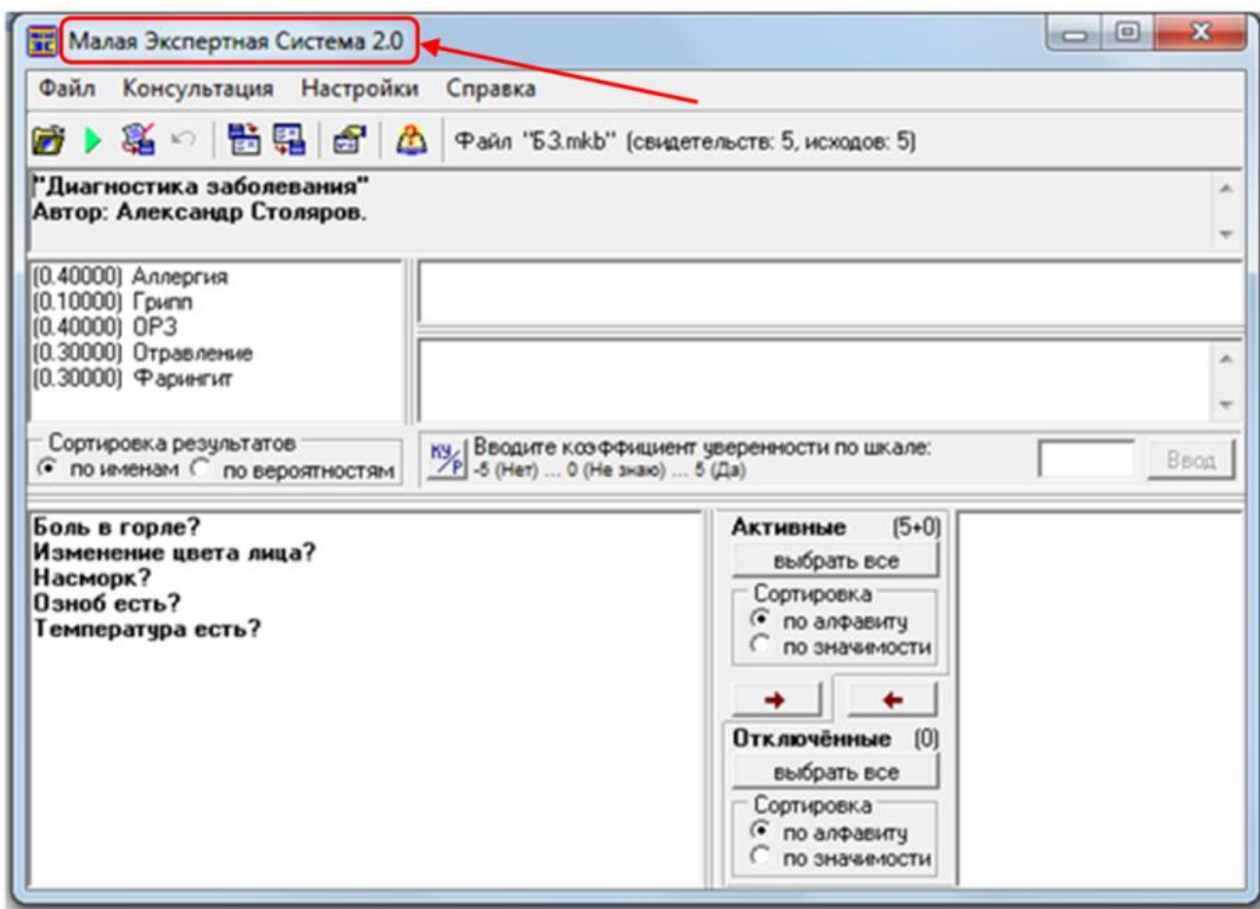 Малая Экспертная Система 2.0
Файл Консультация Настройки Справка
Файл "БЗ.mkb" (свидетельств: 5, исходов: 5)
"Диагностика заболевания"
Автор: Александр Столяров.
(0.40000) Аллергия
(0.10000) Грипп
(0.40000) ОРЗ
(0.30000) Отравление
(0.30000) Фарингит
Сортировка результатов
по именам по вероятностям
КУ/Р
Вводите коэффициент уверенности по шкале:
-5 (Нет) ... 0 (Не знаю) ... 5 (Да)
Ввод
Боль в горле?
Изменение цвета лица?
Насморк?
Озноб есть?
Температура есть?
Активные (5+0)
выбрать все
Сортировка
по алфавиту
по значимости
Отключённые (0)
выбрать все
Сортировка
по алфавиту
по значимости